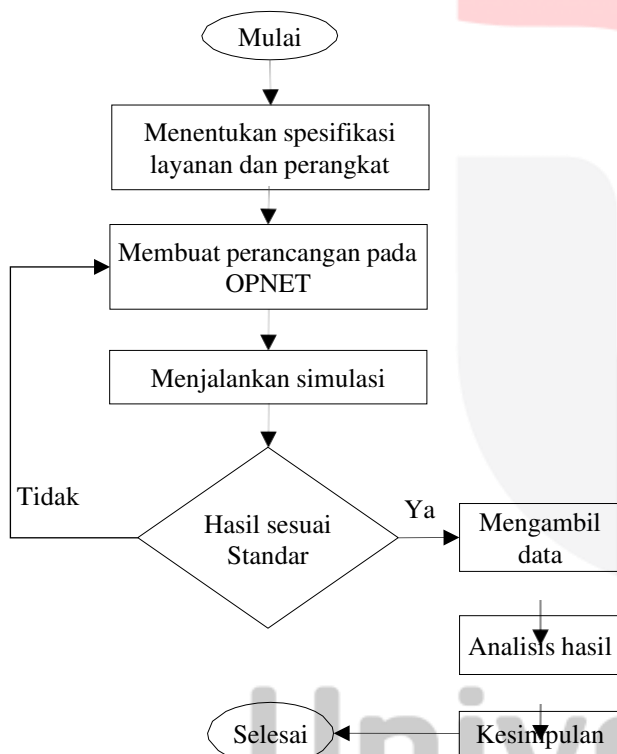 Mulai
Menentukan spesifikasi
layanan dan perangkat
Membuat perancangan pada
OPNET
Menjalankan simulasi
Tidak
Hasil sesuai
Standar
Ya
Mengambil
data
Analisis hasil
Kesimpulan
Selesai
Unive